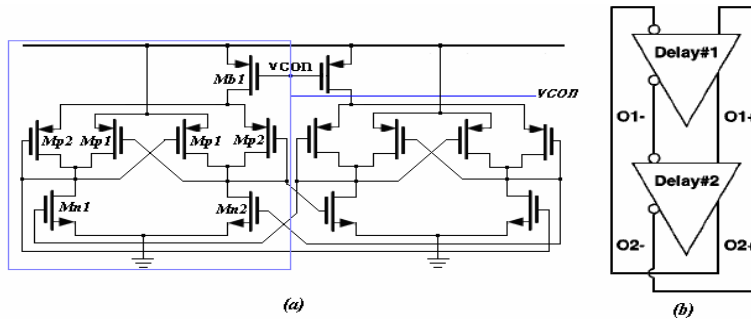 vcon
Mb1
vcon
Mp2
Mp1
Mp1
Mp2
Mn1
Mn2
(a)
Delay#1
O1-
O1+
Delay#2
O2-
O2+
(b)